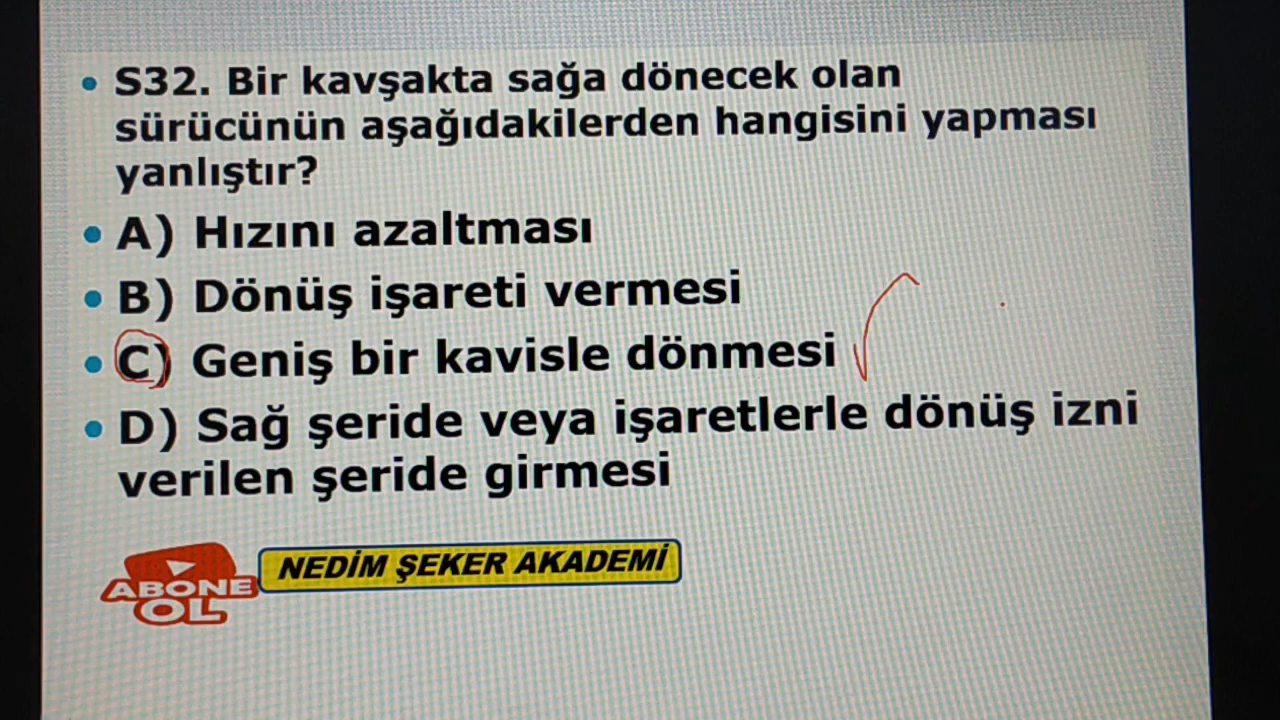 • S32. Bir kavşakta sağa dönecek olan
sürücünün aşağıdakilerden hangisini yapması
yanlıştır?
• A) Hızını azaltması
• B) Dönüş işareti vermesi
• C) Geniş bir kavisle dönmesi
• D) Sağ şeride veya işaretlerle dönüş izni
verilen şeride girmesi
NEDİM ŞEKER AKADEMİ
ABONE
OL